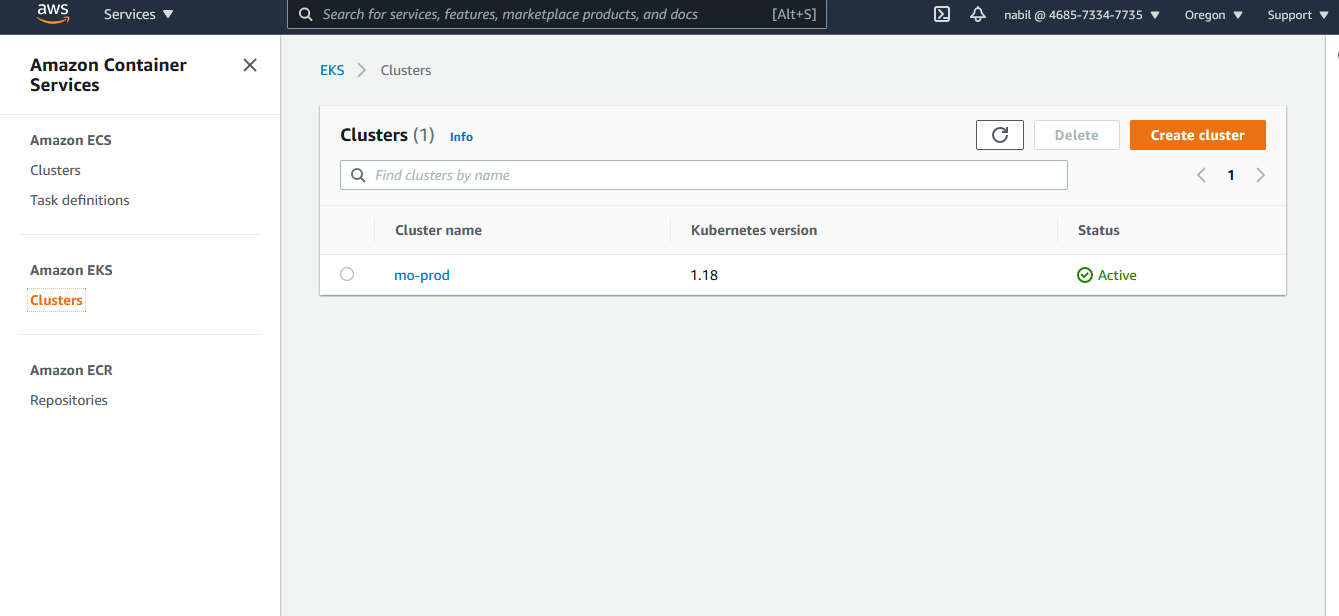 aws Services Search for services, features, marketplace products, and docs [Alt+S] nabil @ 4685-7334-7735 Oregon Support
Amazon Container
Services
Amazon ECS
Clusters
Task definitions
Amazon EKS
Clusters
Amazon ECR
Repositories
EKS Clusters
Clusters (1) Info Delete Create cluster
Find clusters by name 1
Cluster name Kubernetes version Status
mo-prod 1.18 Active